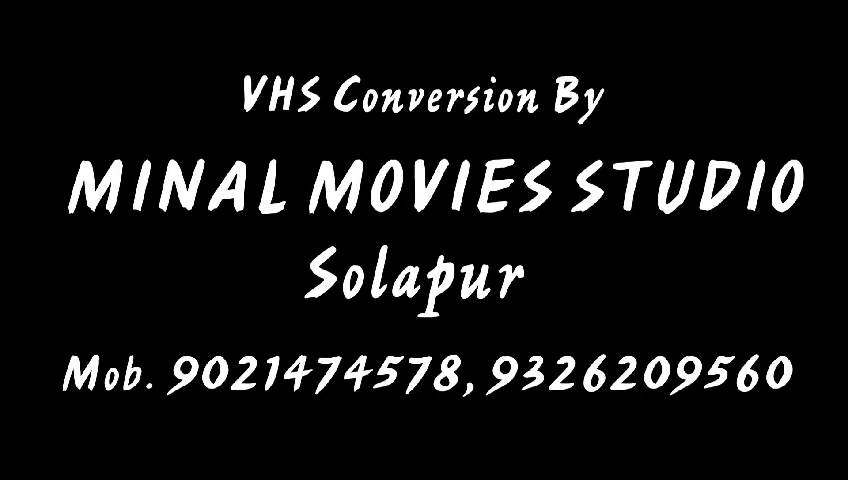 VHS Conversion By
MINAL MOVIES STUDIO
Solapur
Mob. 9021474578, 9326209560